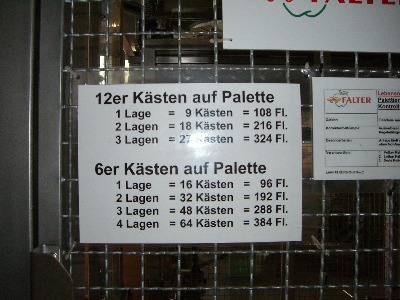 FALTER
12er Kästen auf Palette
1 Lage = 9 Kästen = 108 Fl.
2 Lagen = 18 Kästen = 216 Fl.
3 Lagen = 27 Kästen = 324 Fl.
6er Kästen auf Palette
1 Lage = 16 Kästen = 96 Fl.
2 Lagen = 32 Kästen = 192 Fl.
3 Lagen = 48 Kästen = 288 Fl.
4 Lagen = 64 Kästen = 384 Fl.
FALTER